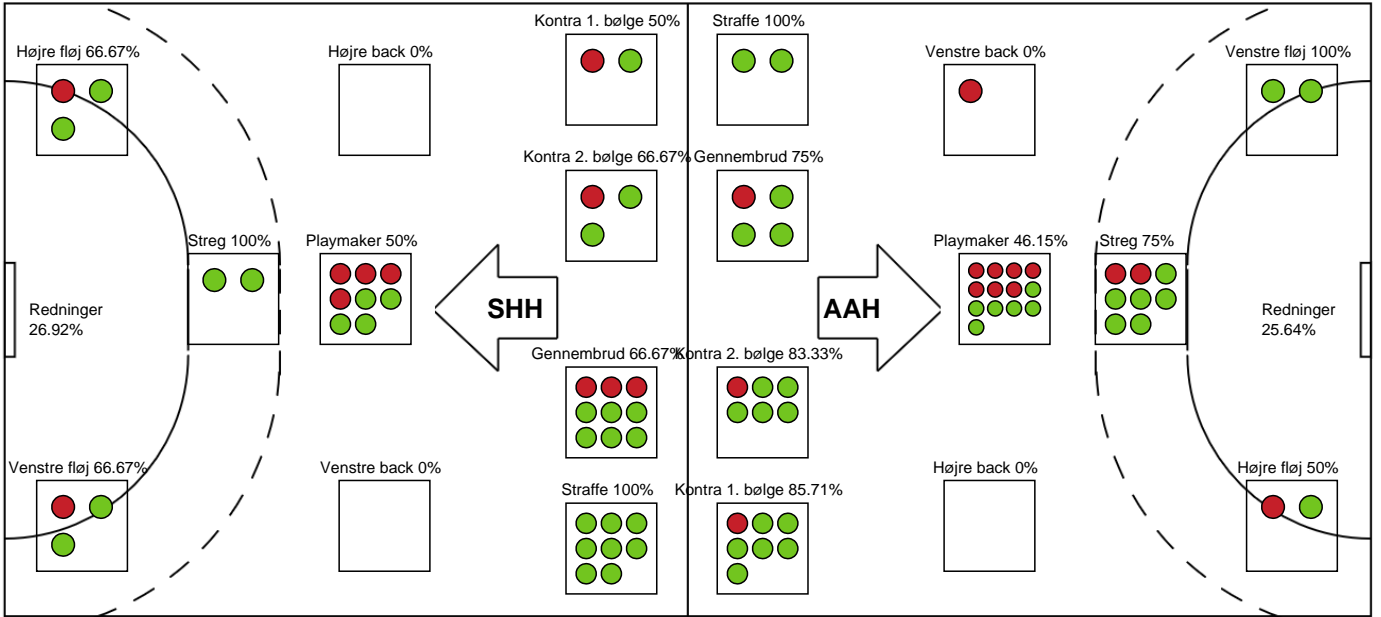 Kontra 1. bølge 50%
Straffe 100%
Højre fløj 66.67%
Højre back 0%
Venstre back 0%
Venstre fløj 100%
Kontra 2. bølge 66.67%
Gennembrud 75%
Streg 100%
Playmaker 50%
Playmaker 46.15%
Streg 75%
Redninger
26.92%
SHH
AAH
Redninger
25.64%
Gennembrud 66.67%
Kontra 2. bølge 83.33%
Venstre fløj 66.67%
Venstre back 0%
Straffe 100%
Kontra 1. bølge 85.71%
Højre back 0%
Højre fløj 50%